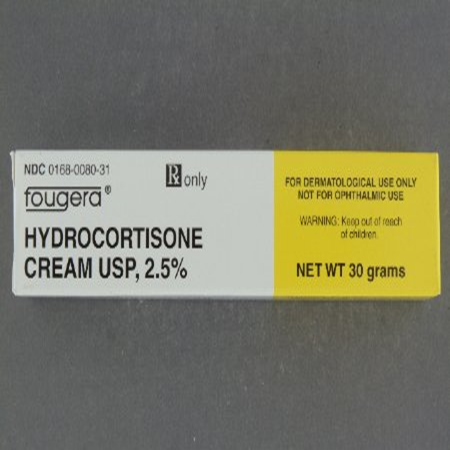 NDC 0168-0080-31
fougera®
HYDROCORTISONE
CREAM USP, 2.5%
Rx only
FOR DERMATOLOGICAL USE ONLY
NOT FOR OPHTHALMIC USE
WARNING: Keep out of reach
of children.
NET WT 30 grams